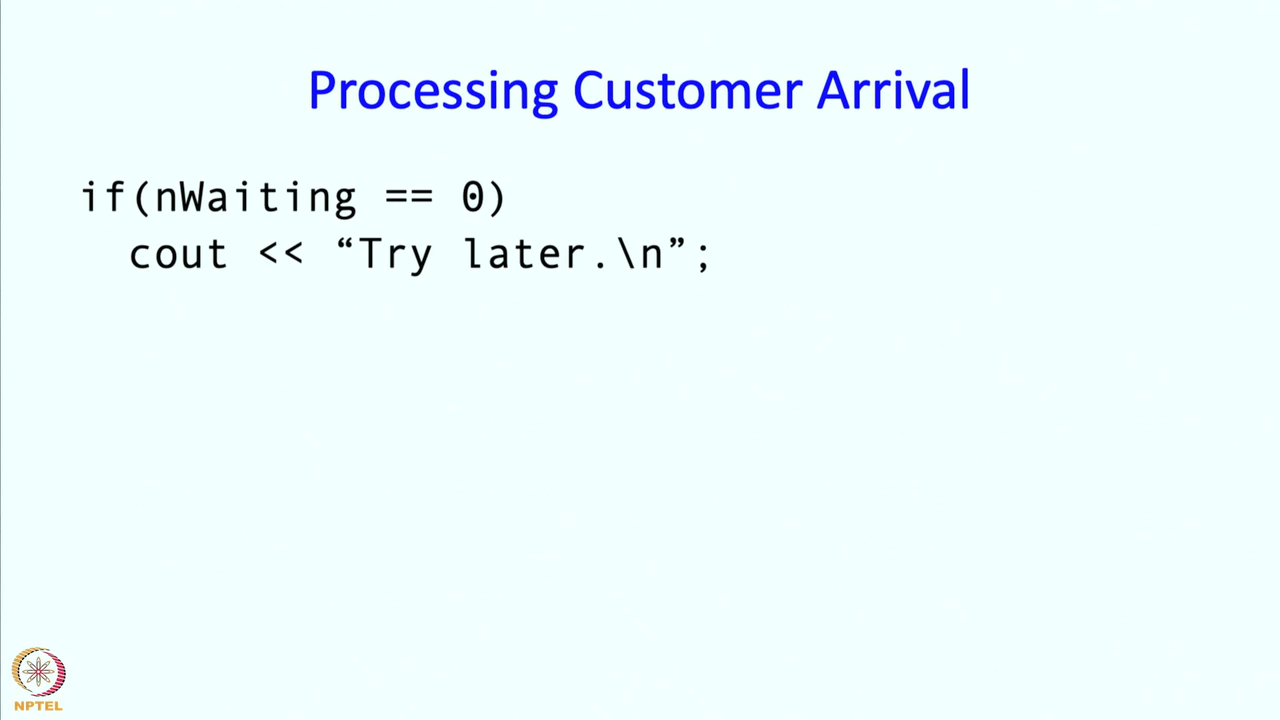 Processing Customer Arrival
if(nWaiting == 0)
  cout << “Try later.\n”;
NPTEL